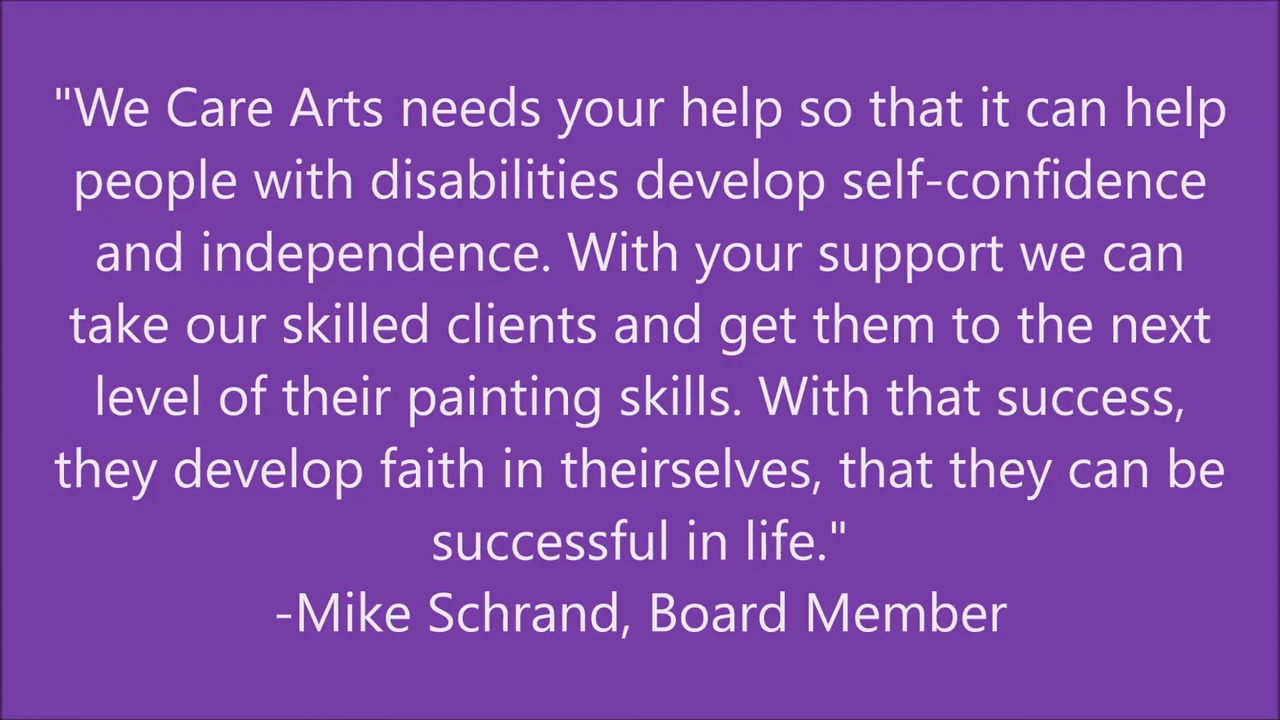 "We Care Arts needs your help so that it can help
people with disabilities develop self-confidence
and independence. With your support we can
take our skilled clients and get them to the next
level of their painting skills. With that success,
they develop faith in theirselves, that they can be
successful in life."
-Mike Schrand, Board Member